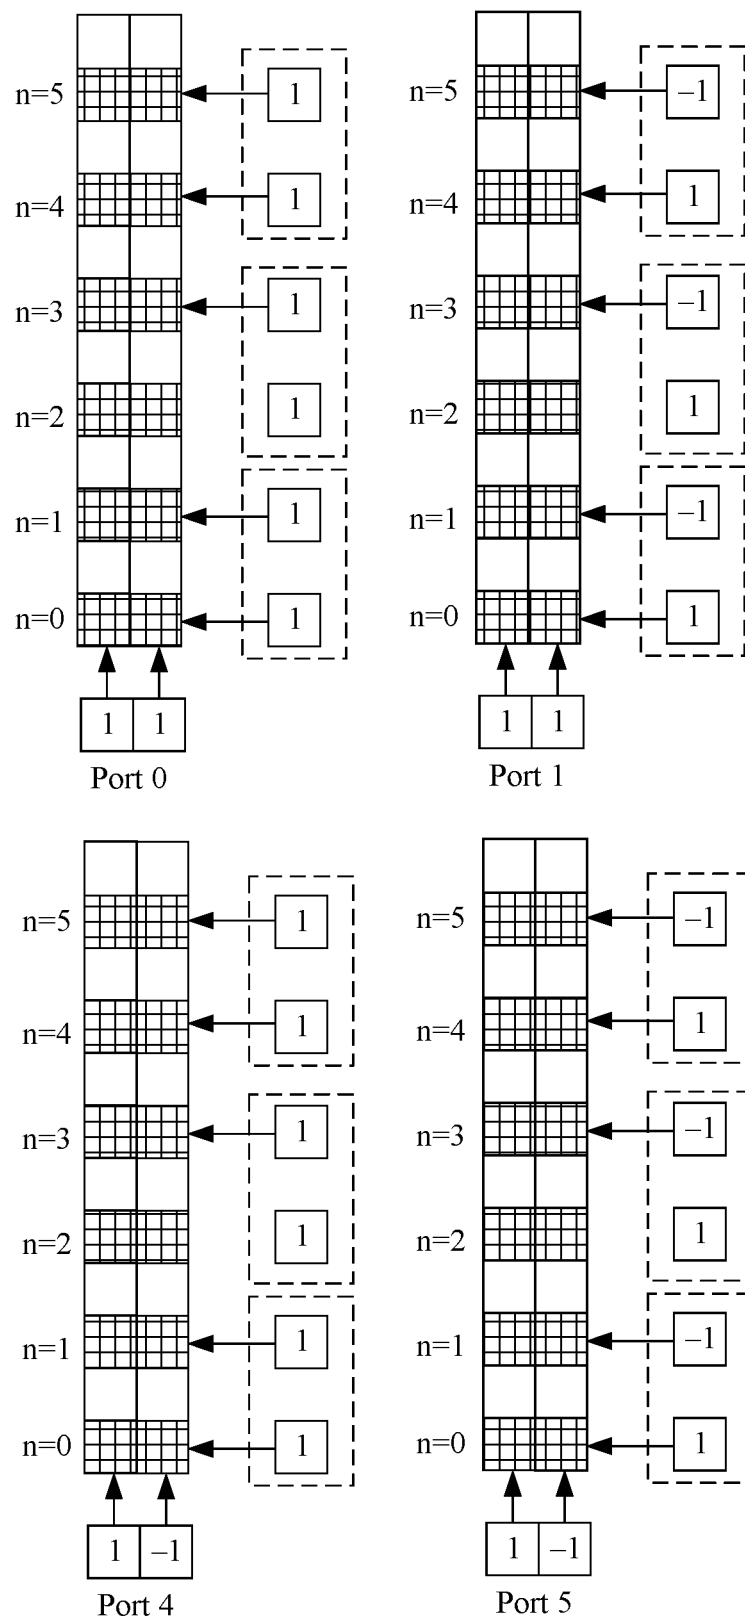 n=5 1 n=5 –1
n=4 1 n=4 1
n=3 1 n=3 –1
n=2 1 n=2 1
n=1 1 n=1 –1
n=0 1 n=0 1
1 1 1 1
Port 0 Port 1
n=5 1 n=5 –1
n=4 1 n=4 1
n=3 1 n=3 –1
n=2 1 n=2 1
n=1 1 n=1 –1
n=0 1 n=0 1
1 –1 1 –1
Port 4 Port 5